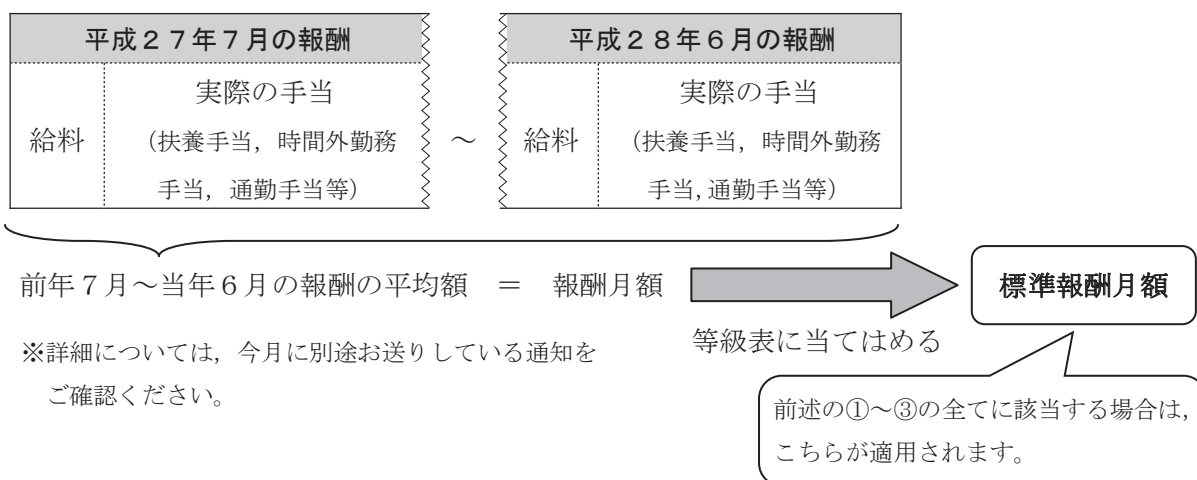 平成２７年７月の報酬
給料
実際の手当
（扶養手当，時間外勤務
手当，通勤手当等）
～
平成２８年６月の報酬
給料
実際の手当
（扶養手当，時間外勤務
手当，通勤手当等）
前年７月～当年６月の報酬の平均額 ＝ 報酬月額
標準報酬月額
等級表に当てはめる
※詳細については，今月に別途お送りしている通知を
ご確認ください。
前述の①～③の全てに該当する場合は，
こちらが適用されます。